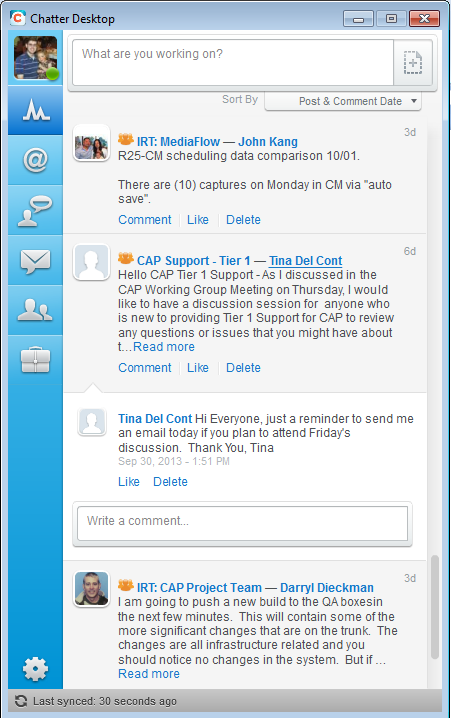 Chatter Desktop
What are you working on?
Sort By Post & Comment Date
IRT: MediaFlow — John Kang 3d
R25-CM scheduling data comparison 10/01.
There are (10) captures on Monday in CM via "auto
save".
Comment Like Delete
CAP Support - Tier 1 — Tina Del Cont 6d
Hello CAP Tier 1 Support - As I discussed in the
CAP Working Group Meeting on Thursday, I would
like to have a discussion session for anyone who
is new to providing Tier 1 Support for CAP to review
any questions or issues that you might have about
t...Read more
Comment Like Delete
Tina Del Cont Hi Everyone, just a reminder to send me
an email today if you plan to attend Friday's
discussion. Thank You, Tina
Sep 30, 2013 - 1:51 PM
Like Delete
Write a comment...
IRT: CAP Project Team — Darryl Dieckman 3d
I am going to push a new build to the QA boxesin
the next few minutes. This will contain some of the
more significant changes that are on the trunk. The
changes are all infrastructure related and you
should notice no changes in the system. But if ...
Read more
Last synced: 30 seconds ago